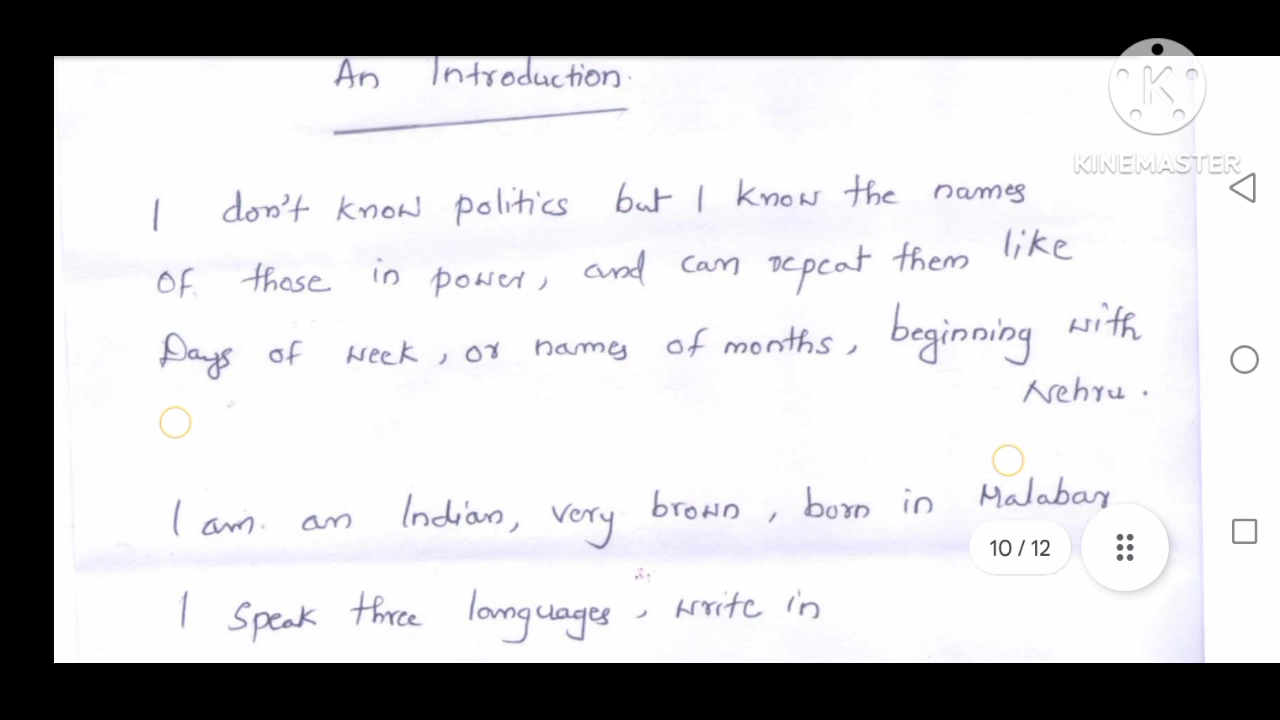 An Introduction.
I don't know politics but I know the names
of those in power, and can repeat them like
Days of week, or names of months, beginning with
Nehru.
I am an Indian, very brown, born in Malabar
I speak three languages, write in
KINEMASTER
10 / 12